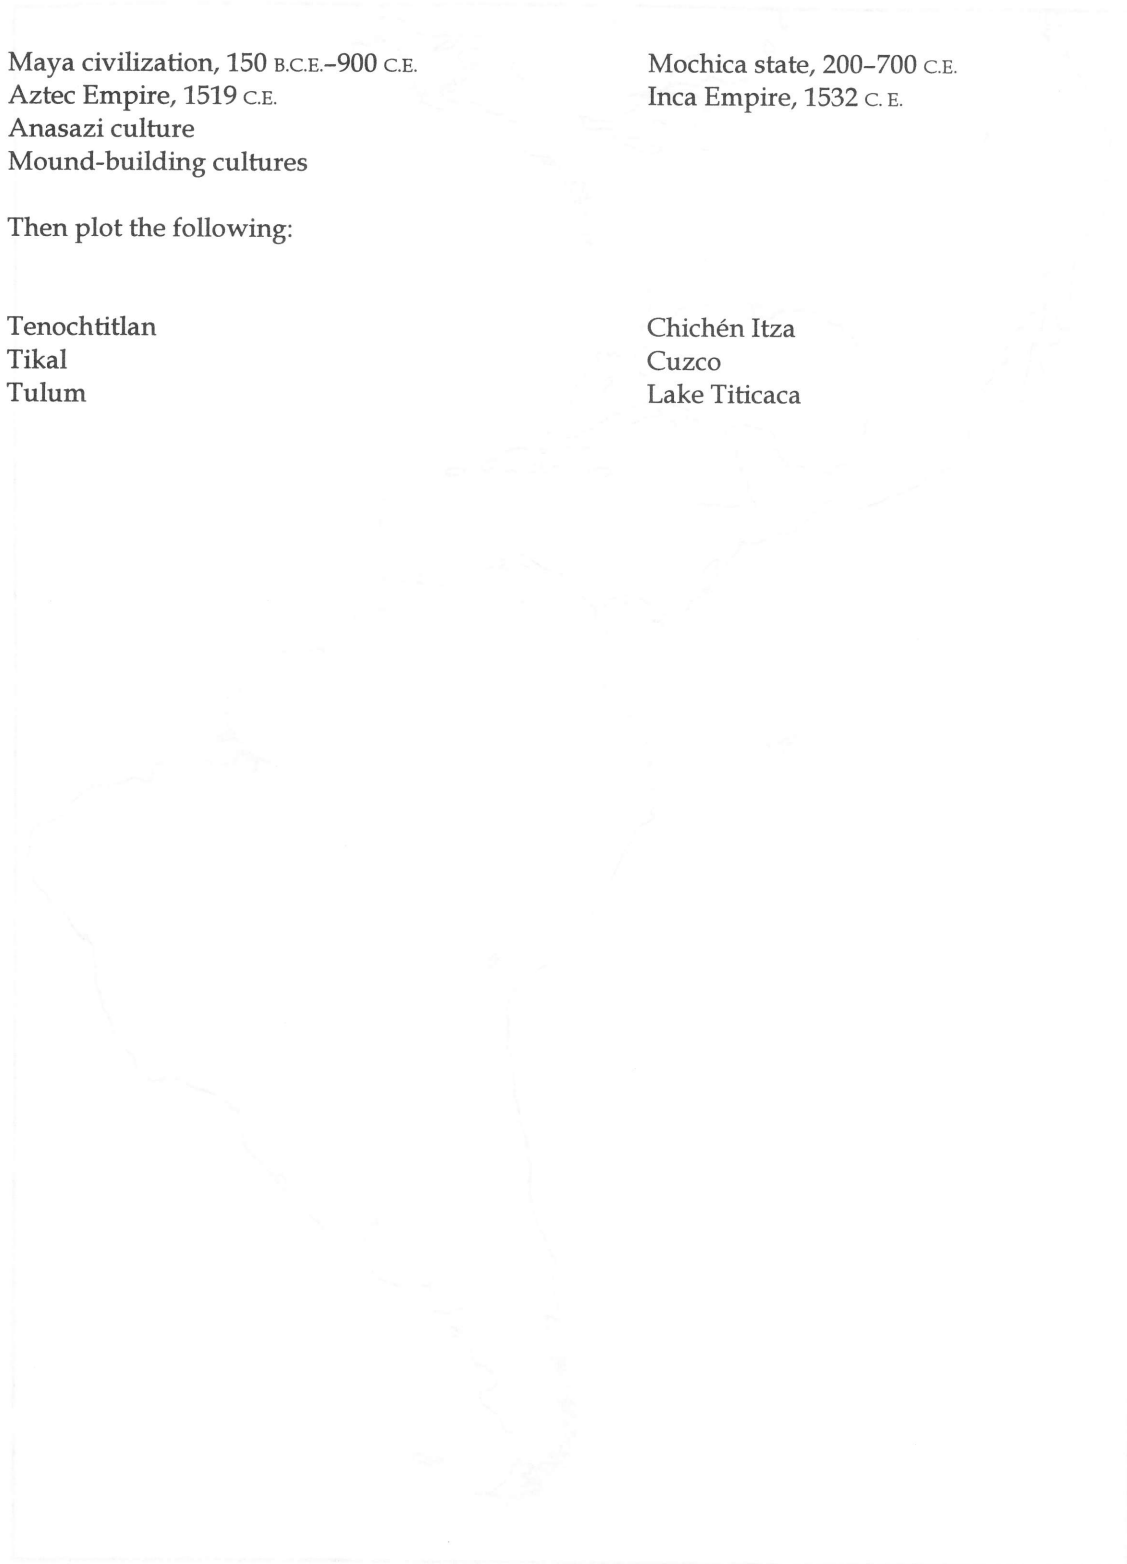 Maya civilization, 150 B.C.E.–900 C.E.
Aztec Empire, 1519 C.E.
Anasazi culture
Mound-building cultures
Mochica state, 200–700 C.E.
Inca Empire, 1532 C. E.
Then plot the following:
Tenochtitlan
Tikal
Tulum
Chichén Itza
Cuzco
Lake Titicaca